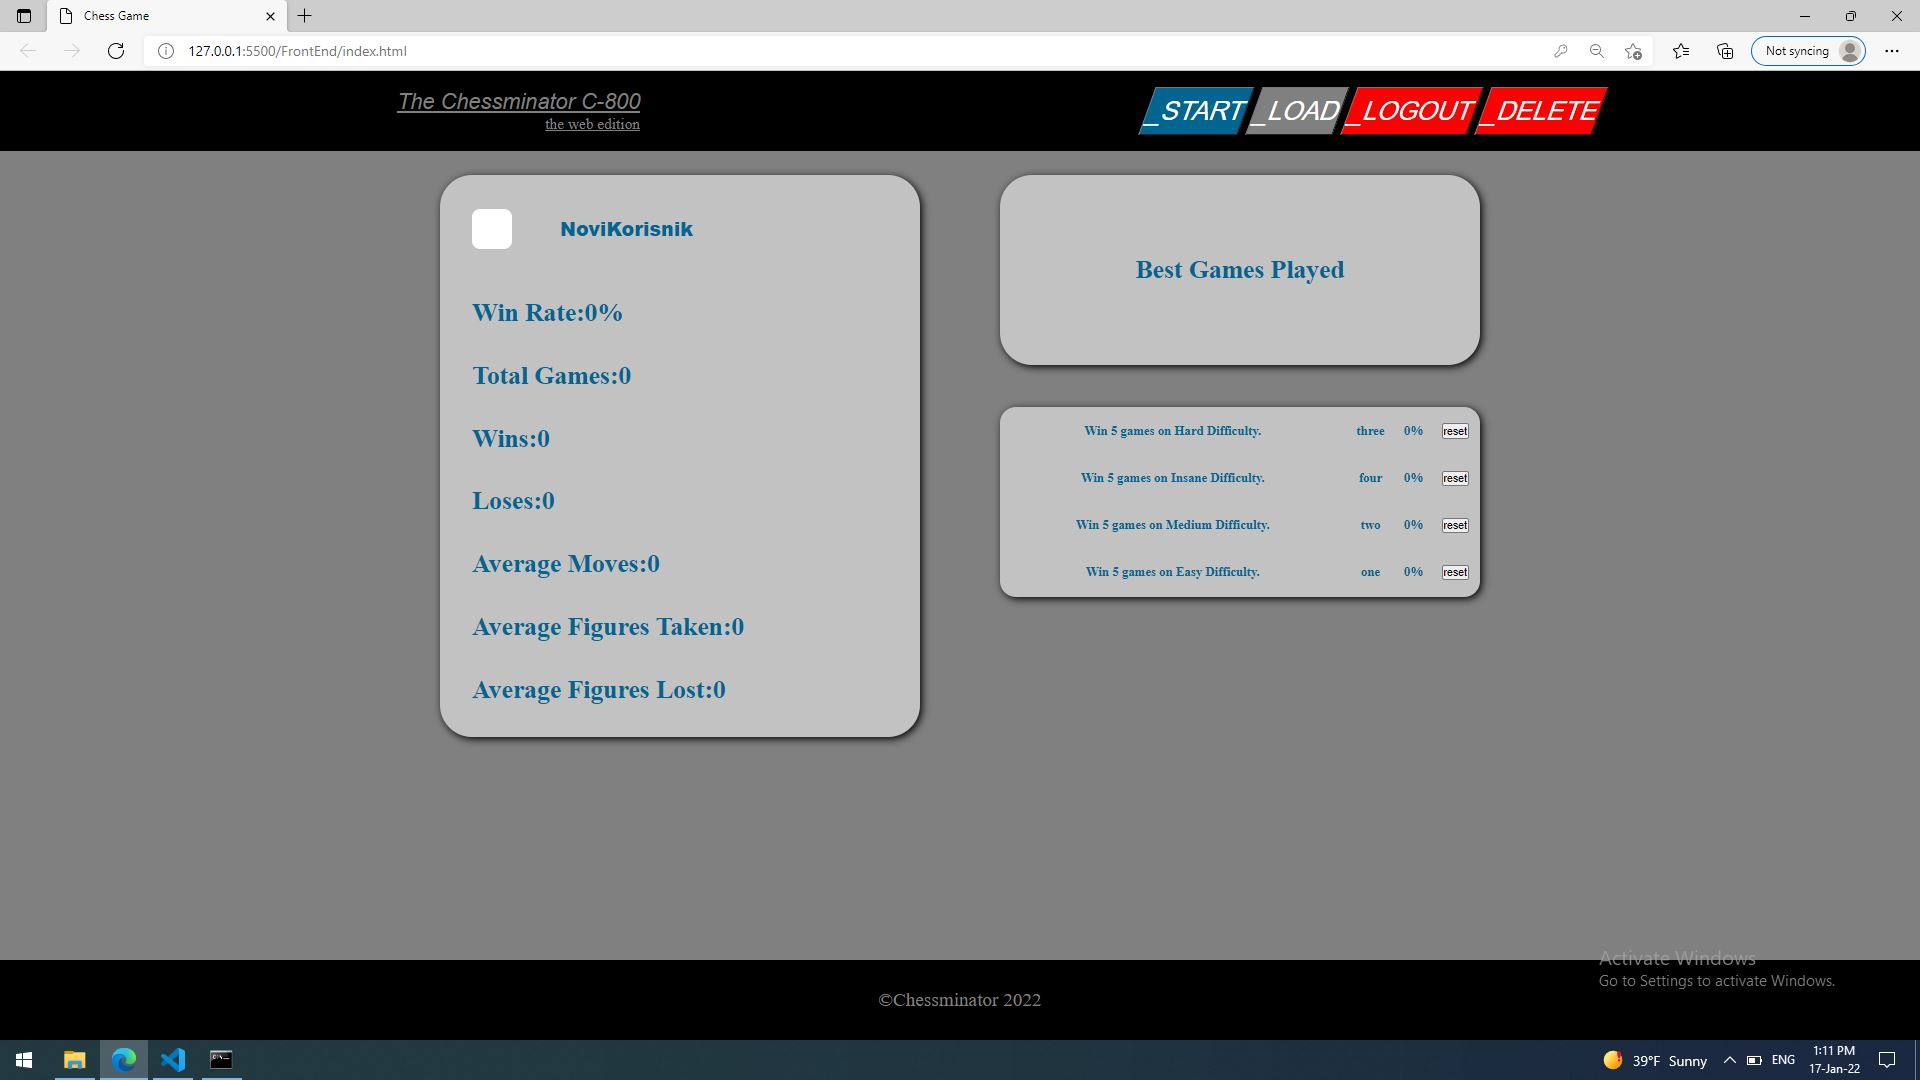 Chess Game
127.0.0.1:5500/FrontEnd/index.html
Not syncing
The Chessminator C-800
the web edition
_START _LOAD _LOGOUT _DELETE
NoviKorisnik
Win Rate:0%
Total Games:0
Wins:0
Loses:0
Average Moves:0
Average Figures Taken:0
Average Figures Lost:0
Best Games Played
Win 5 games on Hard Difficulty. three 0% reset
Win 5 games on Insane Difficulty. four 0% reset
Win 5 games on Medium Difficulty. two 0% reset
Win 5 games on Easy Difficulty. one 0% reset
Activate Windows
Go to Settings to activate Windows.
©Chessminator 2022
39°F Sunny
ENG
1:11 PM
17-Jan-22